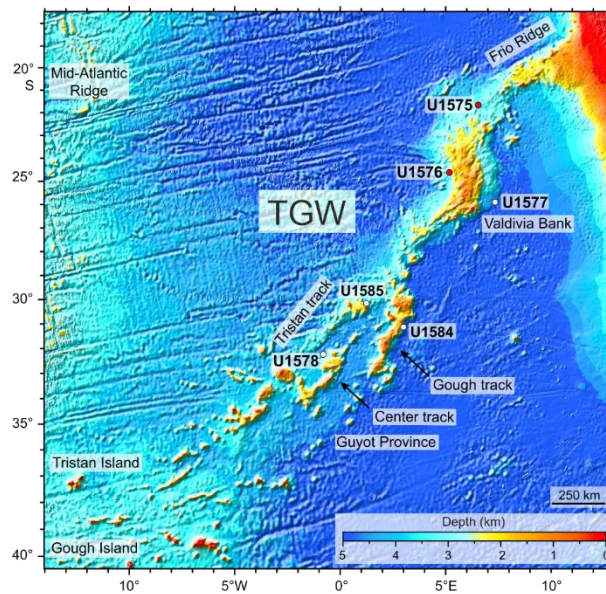 20°
S
25°
30°
35°
40°
Frio Ridge
Mid-Atlantic
Ridge
U1575
U1576
U1577
TGW
Valdivia Bank
U1585
Tristan track
U1584
U1578
Gough track
Center track
Guyot Province
Tristan Island
250 km
Gough Island
Depth (km)
5 4 3 2 1 0
10° 5°W 0° 5°E 10°